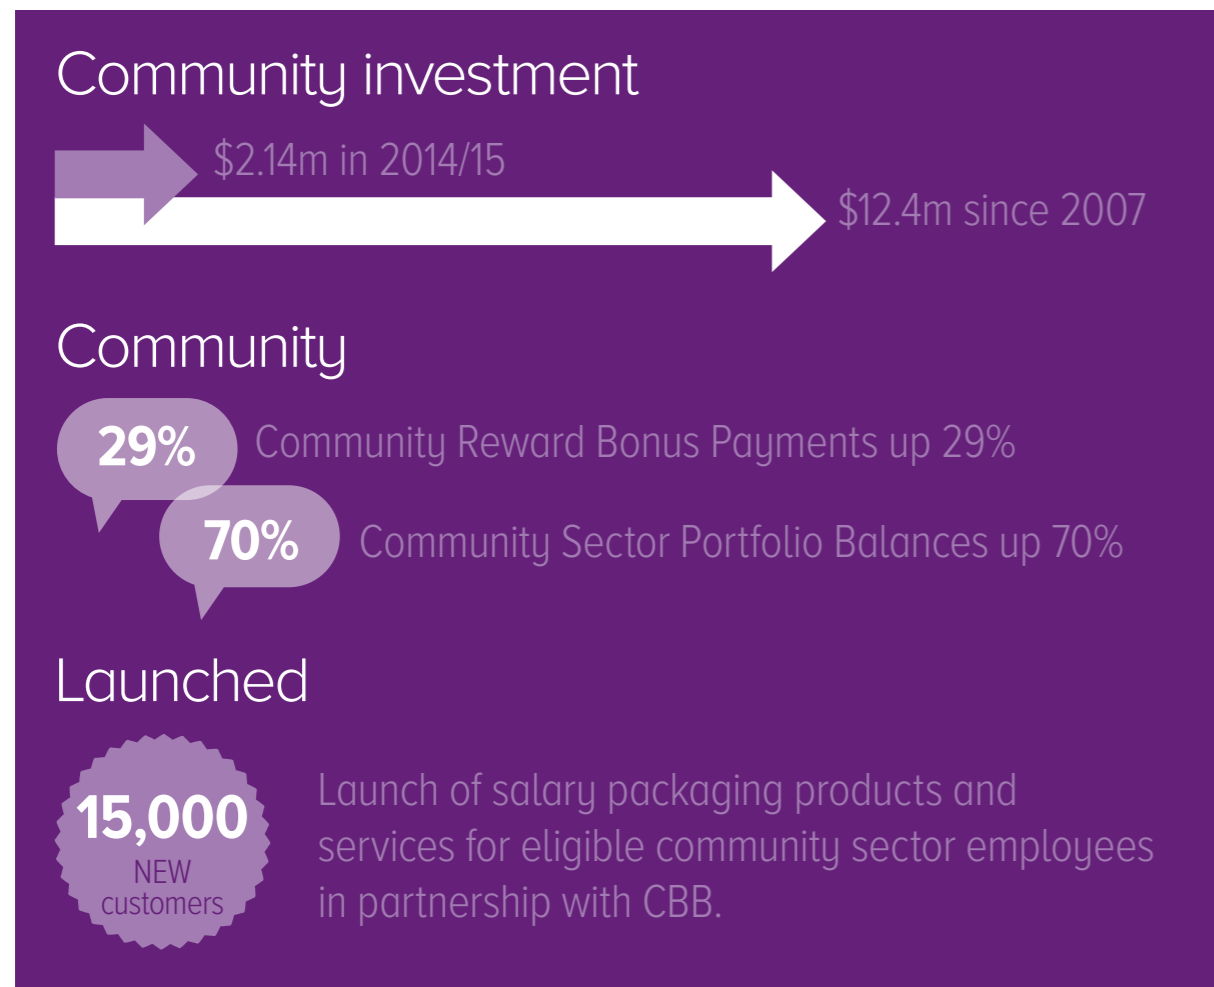 Community investment
$2.14m in 2014/15
$12.4m since 2007
Community
29%
Community Reward Bonus Payments up 29%
70%
Community Sector Portfolio Balances up 70%
Launched
15,000
NEW
customers
Launch of salary packaging products and
services for eligible community sector employees
in partnership with CBB.